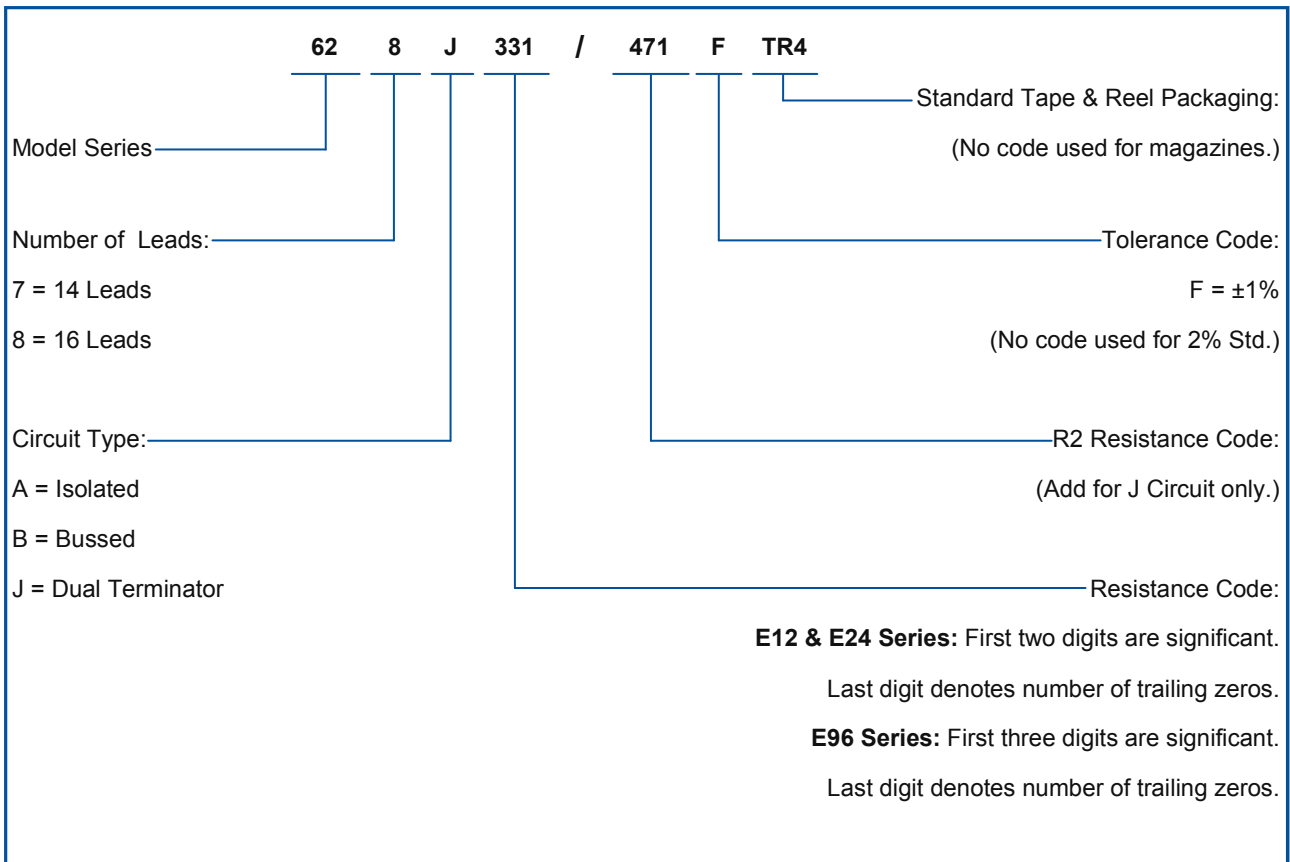 62 8 J 331 / 471 F TR4
Standard Tape & Reel Packaging:
Model Series
(No code used for magazines.)
Number of Leads:
Tolerance Code:
7 = 14 Leads
F = ±1%
8 = 16 Leads
(No code used for 2% Std.)
Circuit Type:
R2 Resistance Code:
A = Isolated
(Add for J Circuit only.)
B = Bussed
J = Dual Terminator
Resistance Code:
E12 & E24 Series: First two digits are significant.
Last digit denotes number of trailing zeros.
E96 Series: First three digits are significant.
Last digit denotes number of trailing zeros.